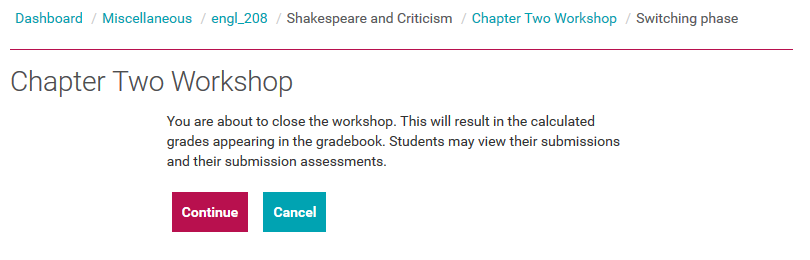 Dashboard / Miscellaneous / engl_208 / Shakespeare and Criticism / Chapter Two Workshop / Switching phase
Chapter Two Workshop
You are about to close the workshop. This will result in the calculated
grades appearing in the gradebook. Students may view their submissions
and their submission assessments.
Continue Cancel